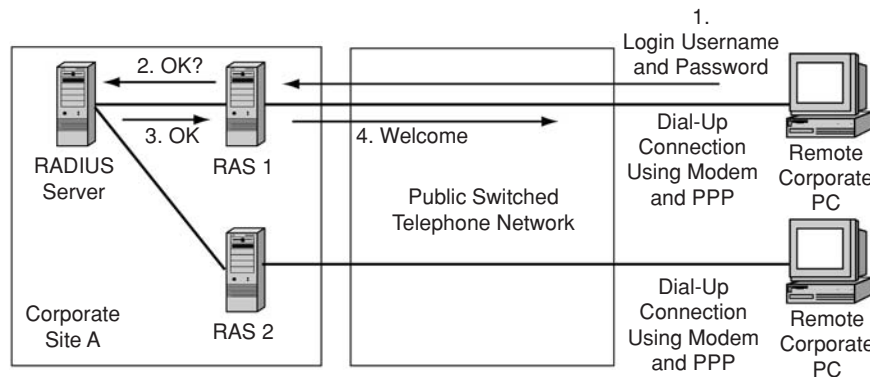 1.
Login Username
and Password
2. OK?
3. OK
4. Welcome
RADIUS
Server
RAS 1
Dial-Up
Connection
Using Modem
and PPP
Remote
Corporate
PC
Public Switched
Telephone Network
Corporate
Site A
RAS 2
Dial-Up
Connection
Using Modem
and PPP
Remote
Corporate
PC